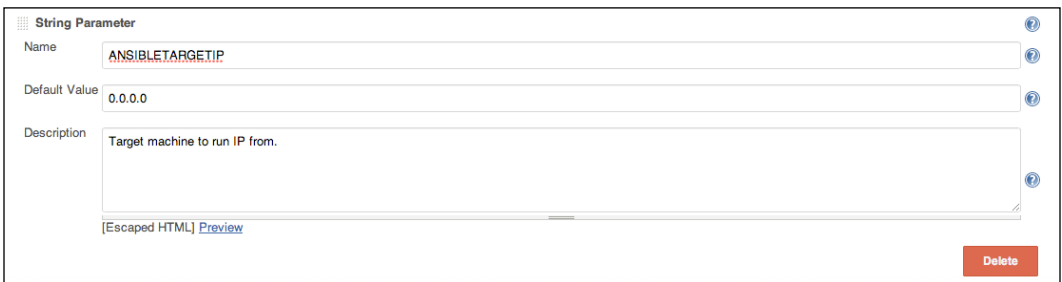 String Parameter
Name
ANSIBLETARGETIP
Default Value
0.0.0.0
Description
Target machine to run IP from.
[Escaped HTML] Preview
Delete